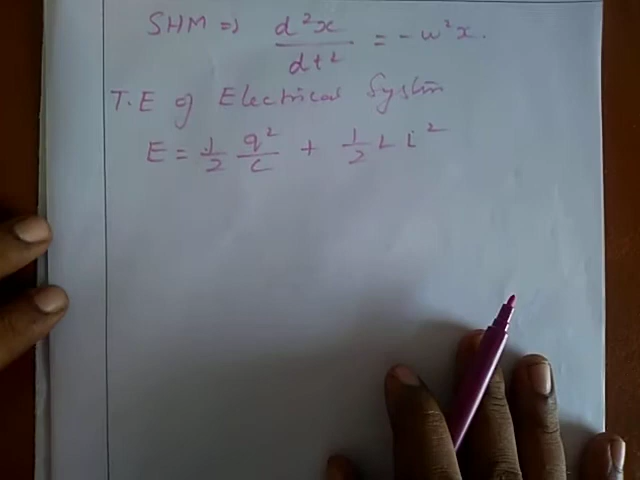 SHM => d²x/dt² = -w²x.
T.E of Electrical System
E = 1/2 q²/C + 1/2 L i²